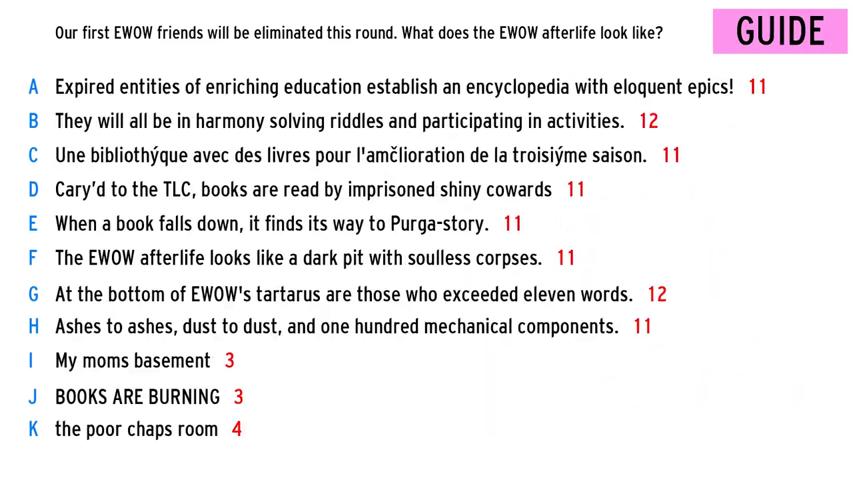 Our first EWOW friends will be eliminated this round. What does the EWOW afterlife look like?
GUIDE
A Expired entities of enriching education establish an encyclopedia with eloquent epics! 11
B They will all be in harmony solving riddles and participating in activities. 12
C Une bibliothýque avec des livres pour l'amčlioration de la troisiýme saison. 11
D Cary'd to the TLC, books are read by imprisoned shiny cowards 11
E When a book falls down, it finds its way to Purga-story. 11
F The EWOW afterlife looks like a dark pit with soulless corpses. 11
G At the bottom of EWOW's tartarus are those who exceeded eleven words. 12
H Ashes to ashes, dust to dust, and one hundred mechanical components. 11
I My moms basement 3
J BOOKS ARE BURNING 3
K the poor chaps room 4